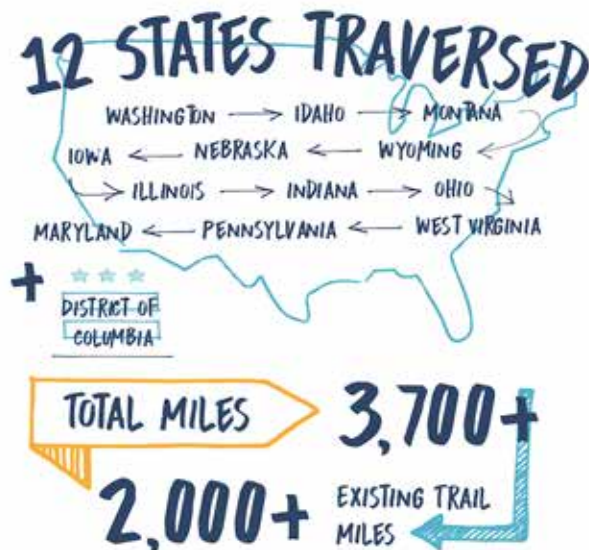 12 STATES TRAVERSED
WASHINGTON → IDAHO → MONTANA
IOWA ← NEBRASKA ← WYOMING
→ ILLINOIS → INDIANA → OHIO
MARYLAND ← PENNSYLVANIA ← WEST VIRGINIA
+
DISTRICT OF
COLUMBIA
TOTAL MILES 3,700+
2,000+ EXISTING TRAIL
MILES